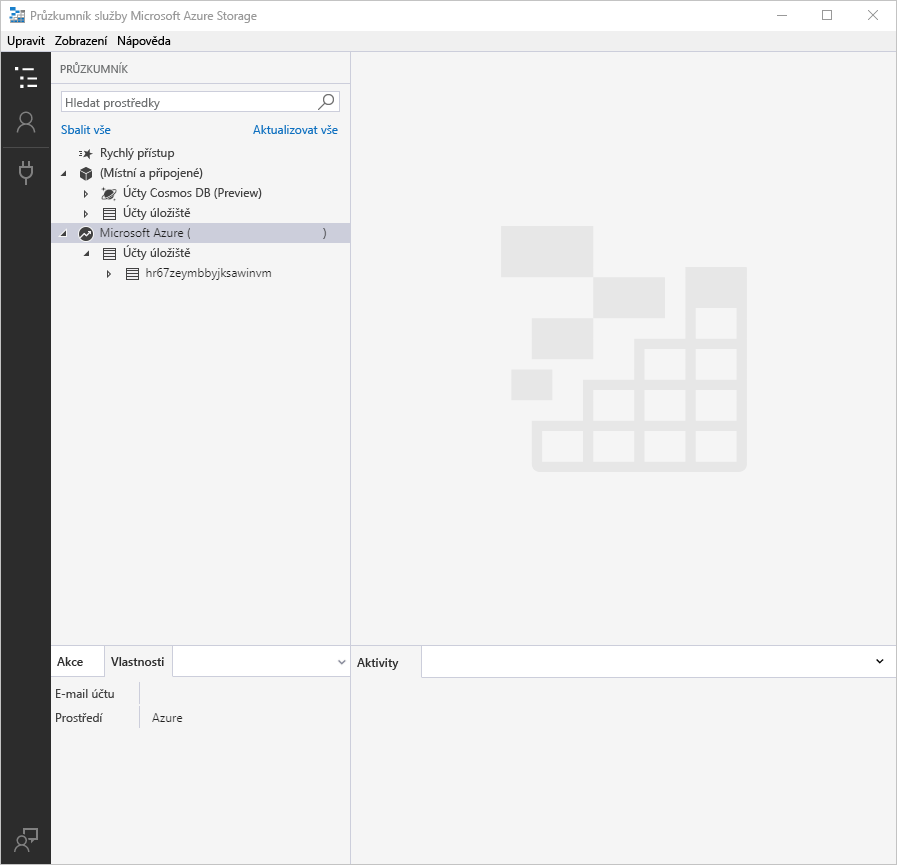 Průzkumník služby Microsoft Azure Storage
Upravit Zobrazení Nápověda
PRŮZKUMNÍK
Hledat prostředky
Sbalit vše Aktualizovat vše
Rychlý přístup
(Místní a připojené)
Účty Cosmos DB (Preview)
Účty úložiště
Microsoft Azure ( )
Účty úložiště
hr67zeymbbyjksawinvm
Akce Vlastnosti
E-mail účtu
Prostředí Azure
Aktivity